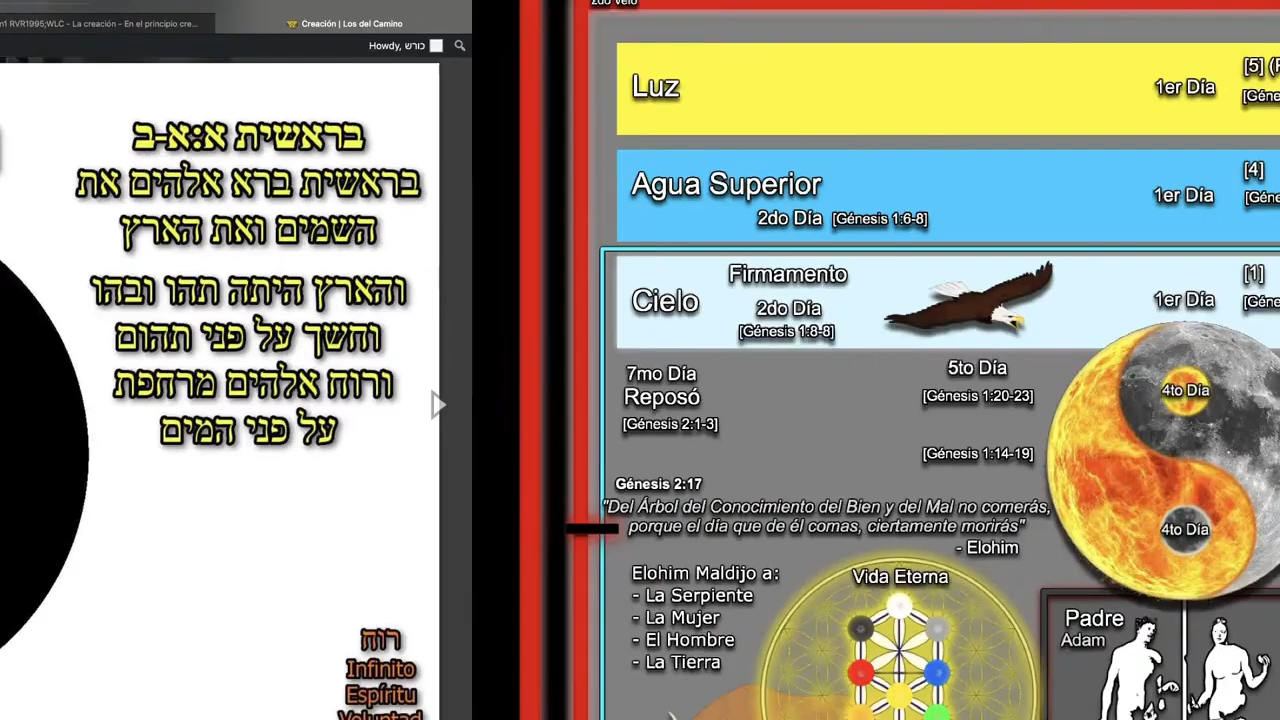 m1 RVR1995;WLC - La creación - En el principio cre...
Creación | Los del Camino
Howdy, כורש
בראשית א:א-ב
בראשית ברא אלהים את
השמים ואת הארץ
והארץ היתה תהו ובהו
וחשך על פני תהום
ורוח אלהים מרחפת
על פני המים
רוח
Infinito
Espíritu
Voluntad
2do Velo
Luz
1er Día
[5]
Agua Superior
2do Día [Génesis 1:6-8]
1er Día
[4]
Firmamento
Cielo
2do Día
[Génesis 1:8-8]
1er Día
[1]
7mo Día
Reposó
[Génesis 2:1-3]
5to Día
[Génesis 1:20-23]
[Génesis 1:14-19]
4to Día
4to Día
Génesis 2:17
"Del Árbol del Conocimiento del Bien y del Mal no comerás,
porque el día que de él comas, ciertamente morirás"
- Elohim
Elohim Maldijo a:
- La Serpiente
- La Mujer
- El Hombre
- La Tierra
Vida Eterna
Padre
Adam